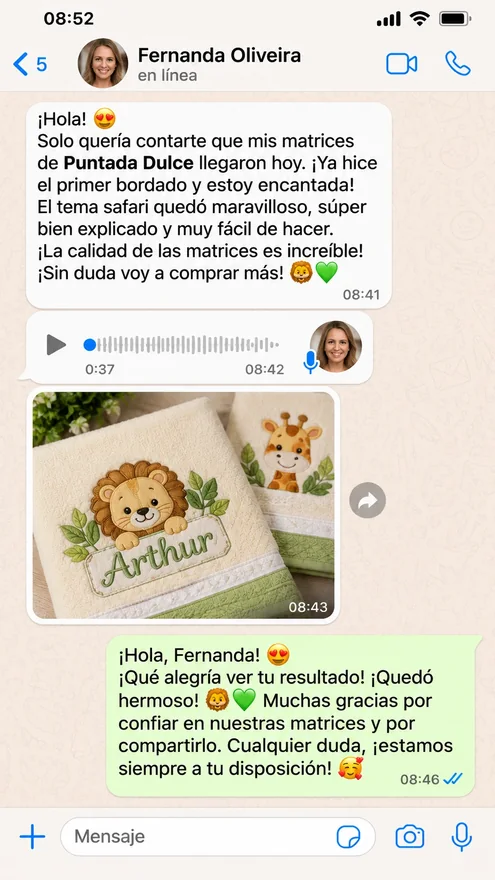 08:52
5
Fernanda Oliveira
en línea
¡Hola! 😍
Solo quería contarte que mis matrices
de Puntada Dulce llegaron hoy. ¡Ya hice
el primer bordado y estoy encantada!
El tema safari quedó maravilloso, súper
bien explicado y muy fácil de hacer.
¡La calidad de las matrices es increíble!
¡Sin duda voy a comprar más! 🦁💚
08:41
0:37
08:42
Arthur
08:43
¡Hola, Fernanda! 😍
¡Qué alegría ver tu resultado! ¡Quedó
hermoso! 🦁💚 Muchas gracias por
confiar en nuestras matrices y por
compartirlo. Cualquier duda, ¡estamos
siempre a tu disposición! 🥰
08:46
Mensaje